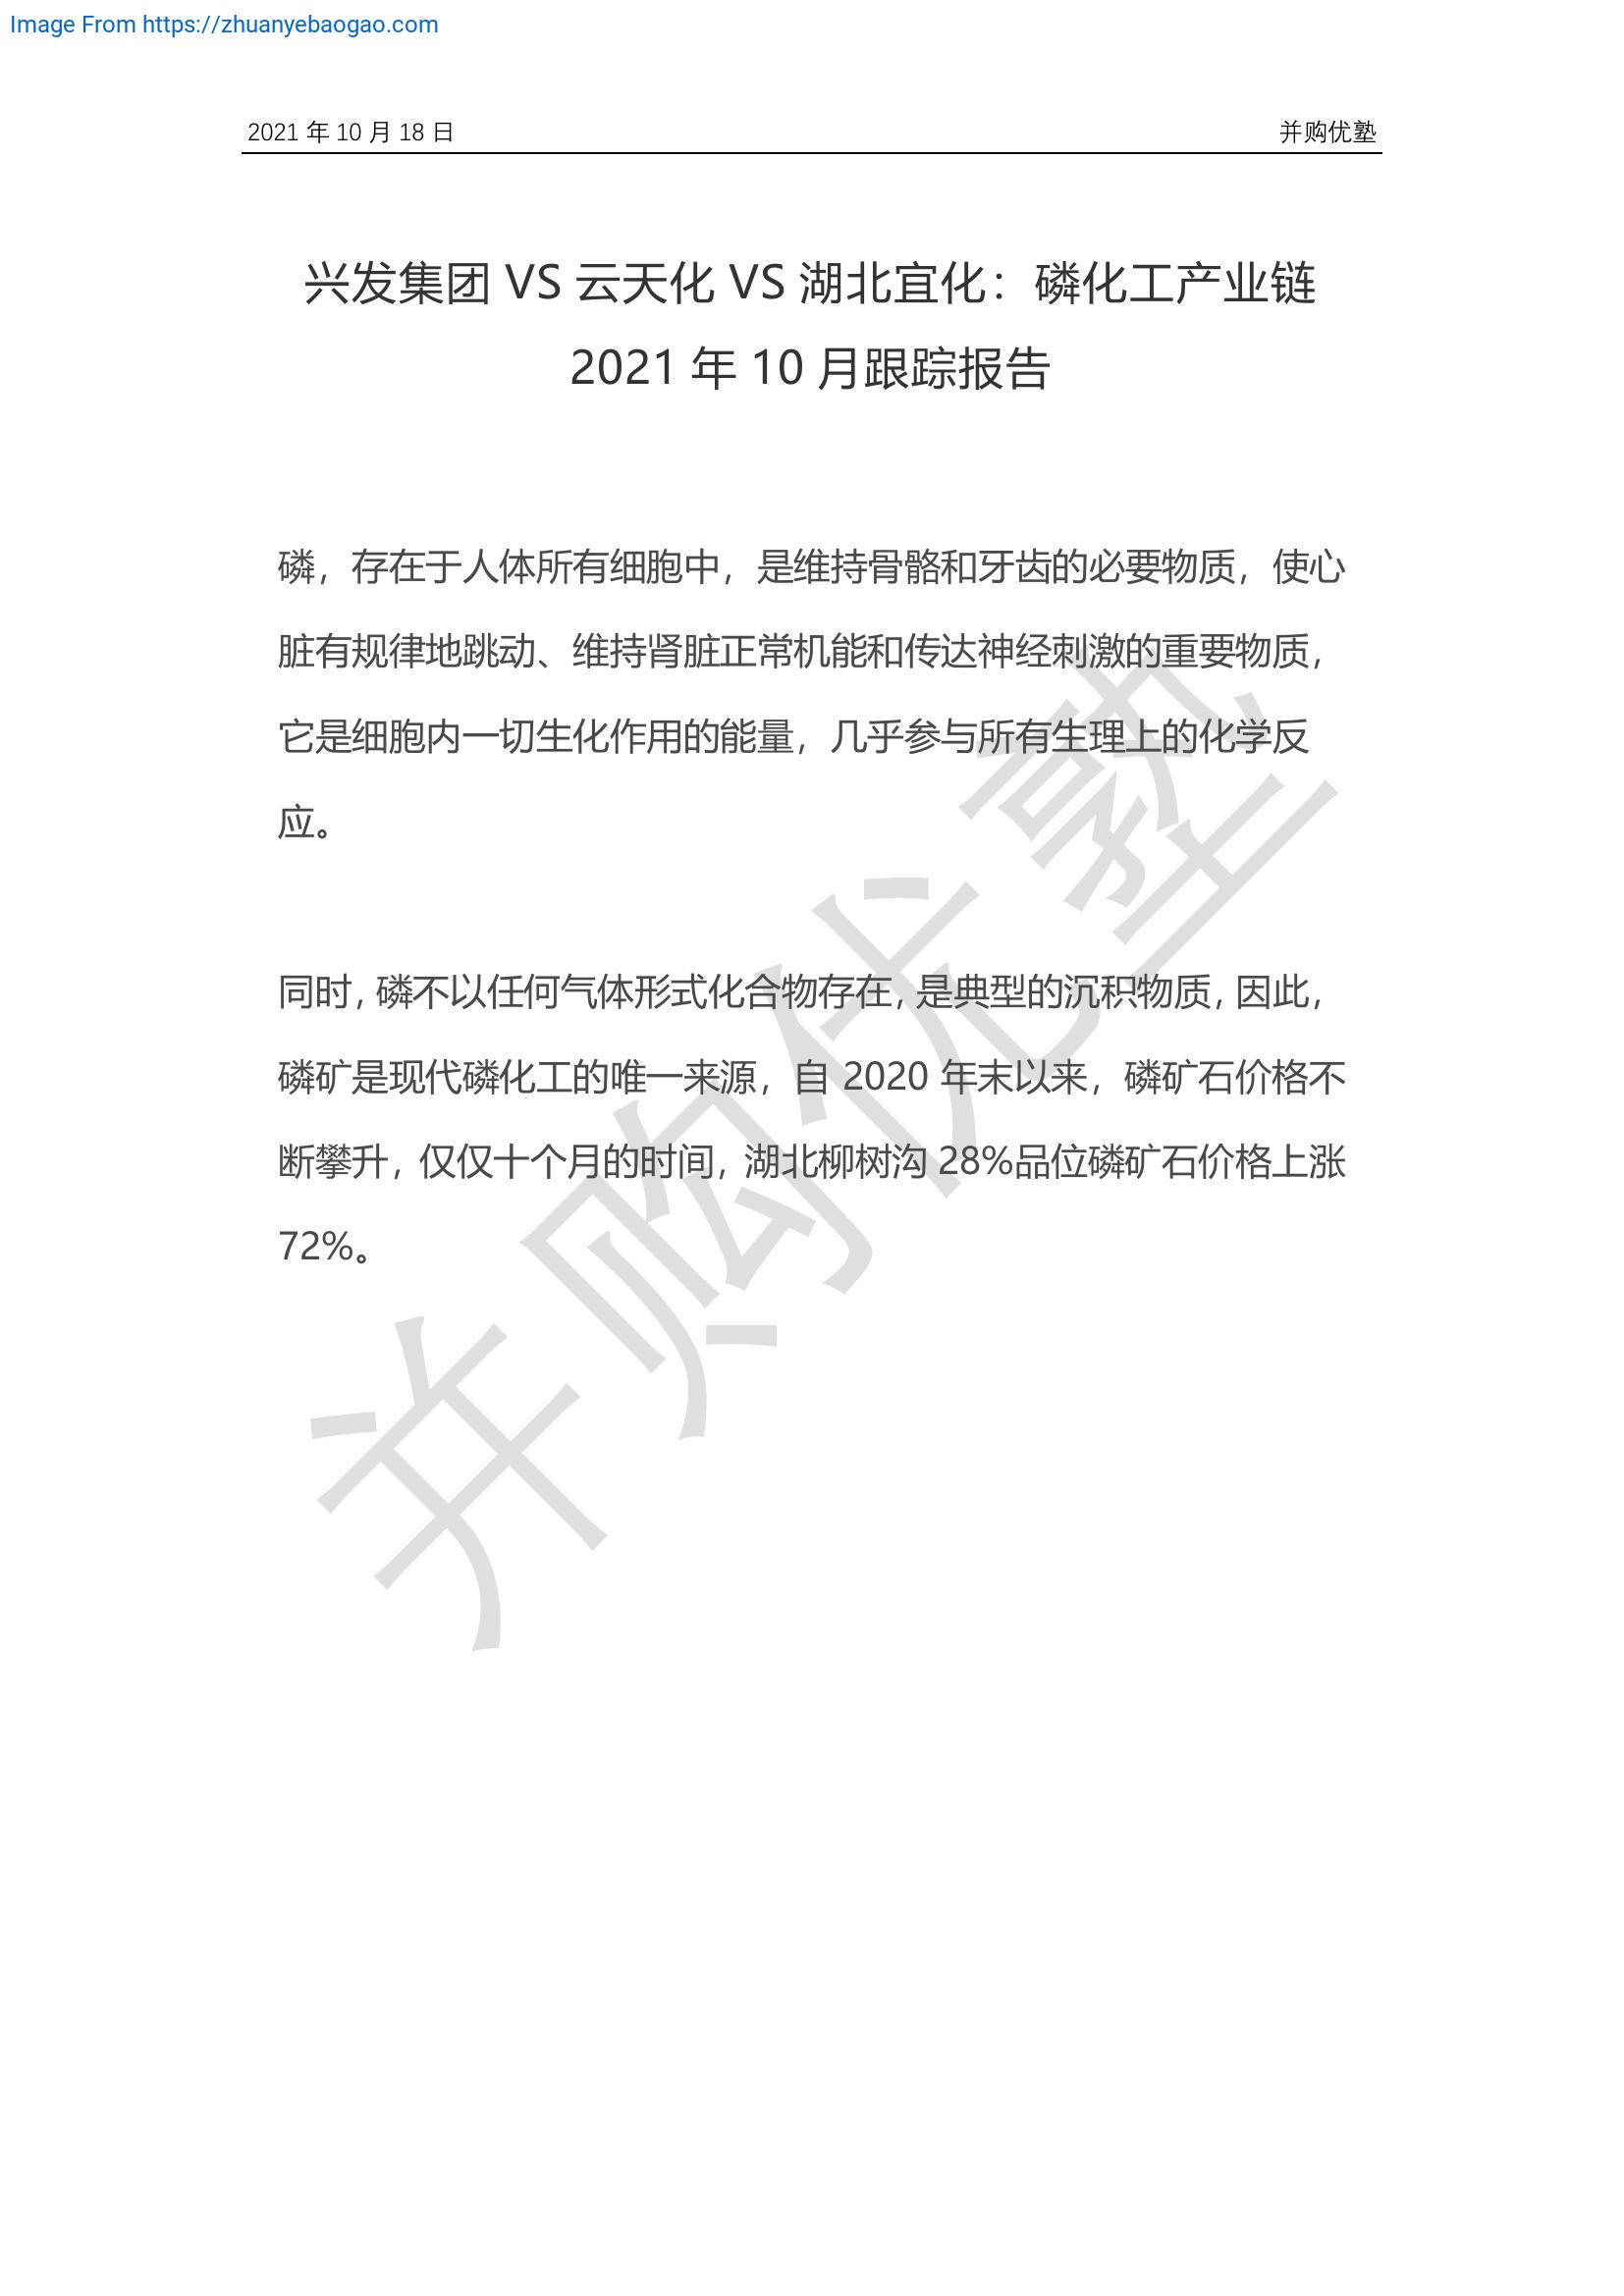 Image From https://zhuanyebaogao.com
2021 年 10 月 18 日 并购优塾
兴发集团 VS 云天化 VS 湖北宜化：磷化工产业链
2021 年 10 月跟踪报告
磷，存在于人体所有细胞中，是维持骨骼和牙齿的必要物质，使心
脏有规律地跳动、维持肾脏正常机能和传达神经刺激的重要物质，
它是细胞内一切生化作用的能量，几乎参与所有生理上的化学反
应。
同时，磷不以任何气体形式化合物存在，是典型的沉积物质，因此，
磷矿是现代磷化工的唯一来源，自 2020 年末以来，磷矿石价格不
断攀升，仅仅十个月的时间，湖北柳树沟 28%品位磷矿石价格上涨
72%。
并购优塾